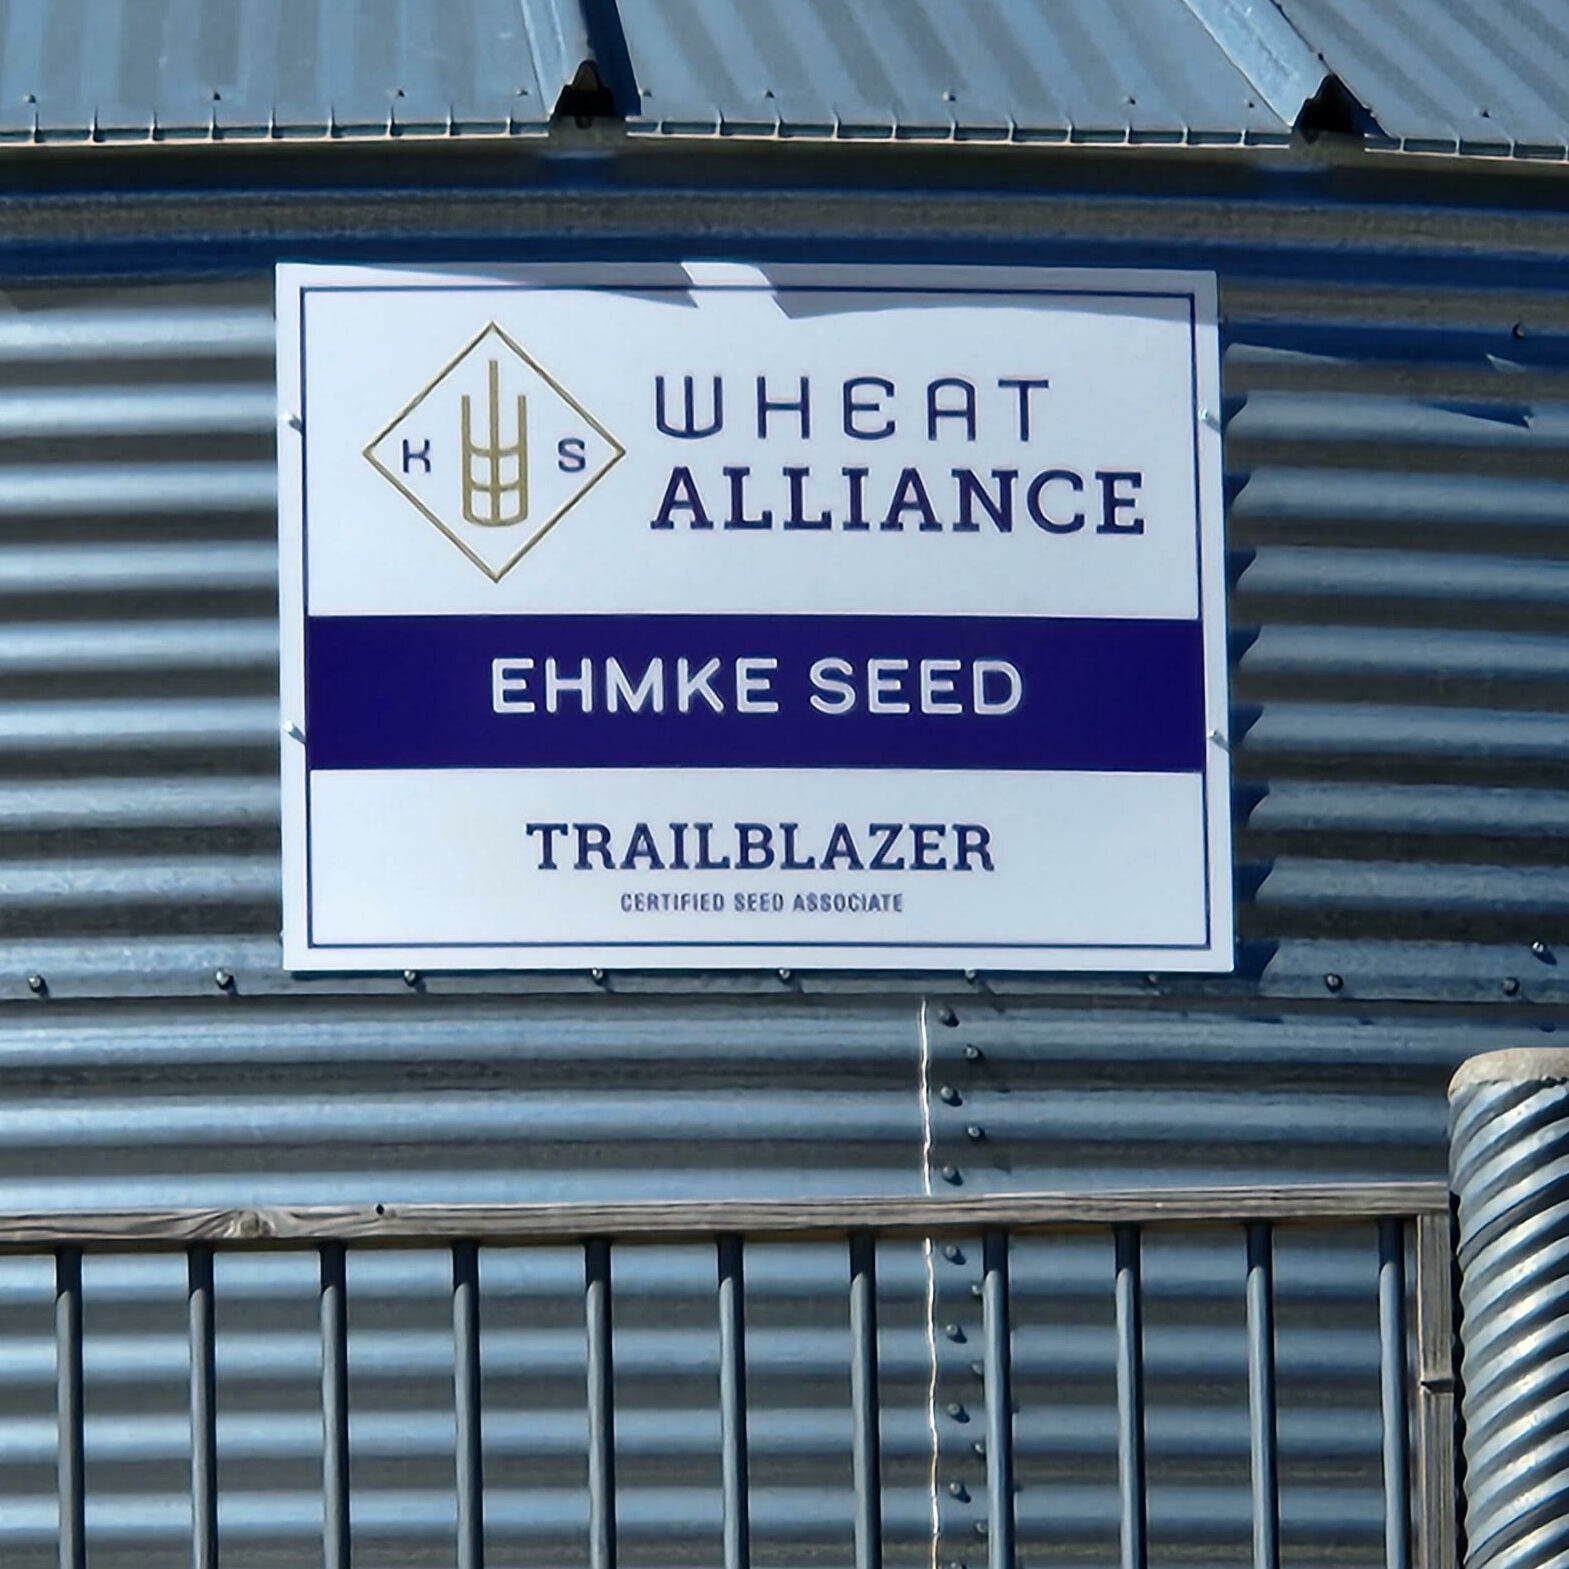 K S
WHEAT
ALLIANCE
EHMKE SEED
TRAILBLAZER
CERTIFIED SEED ASSOCIATE